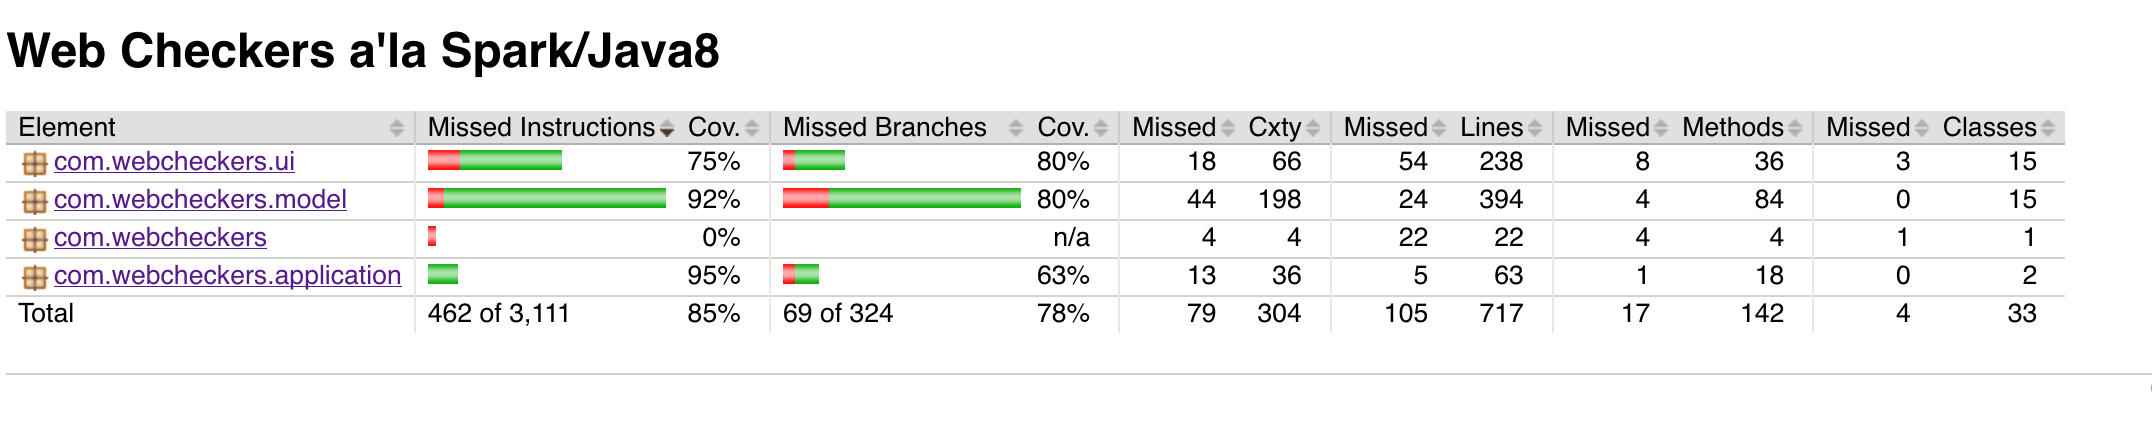 Web Checkers a'la Spark/Java8
Element Missed Instructions Cov. Missed Branches Cov. Missed Cxty Missed Lines Missed Methods Missed Classes
com.webcheckers.ui 75% 80% 18 66 54 238 8 36 3 15
com.webcheckers.model 92% 80% 44 198 24 394 4 84 0 15
com.webcheckers 0% n/a 4 4 22 22 4 4 1 1
com.webcheckers.application 95% 63% 13 36 5 63 1 18 0 2
Total 462 of 3,111 85% 69 of 324 78% 79 304 105 717 17 142 4 33